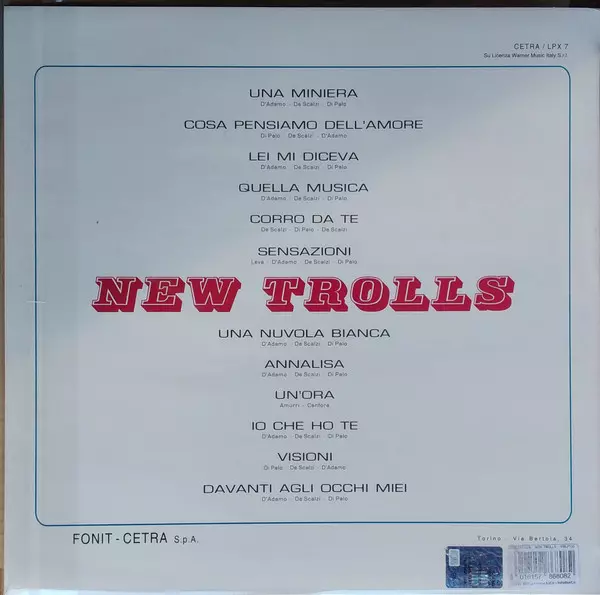 CETRA / LPX 7
Su Licenza Warner Music Italy S.r.l.
UNA MINIERA
D'Adamo - De Scalzi - Di Palo
COSA PENSIAMO DELL'AMORE
Di Palo - De Scalzi - D'Adamo
LEI MI DICEVA
D'Adamo - De Scalzi - Di Palo
QUELLA MUSICA
D'Adamo - De Scalzi - Di Palo
CORRO DA TE
De Scalzi - Di Palo - De Scalzi
SENSAZIONI
Leva - D'Adamo - De Scalzi - Di Palo
NEW TROLLS
UNA NUVOLA BIANCA
D'Adamo - De Scalzi - Di Palo
ANNALISA
D'Adamo - De Scalzi - Di Palo
UN'ORA
Amurri - Canfora
IO CHE HO TE
D'Adamo - De Scalzi - Di Palo
VISIONI
Di Palo - De Scalzi - D'Adamo
DAVANTI AGLI OCCHI MIEI
D'Adamo - De Scalzi - Di Palo
FONIT - CETRA S.p.A.
Torino - Via Bertola, 34